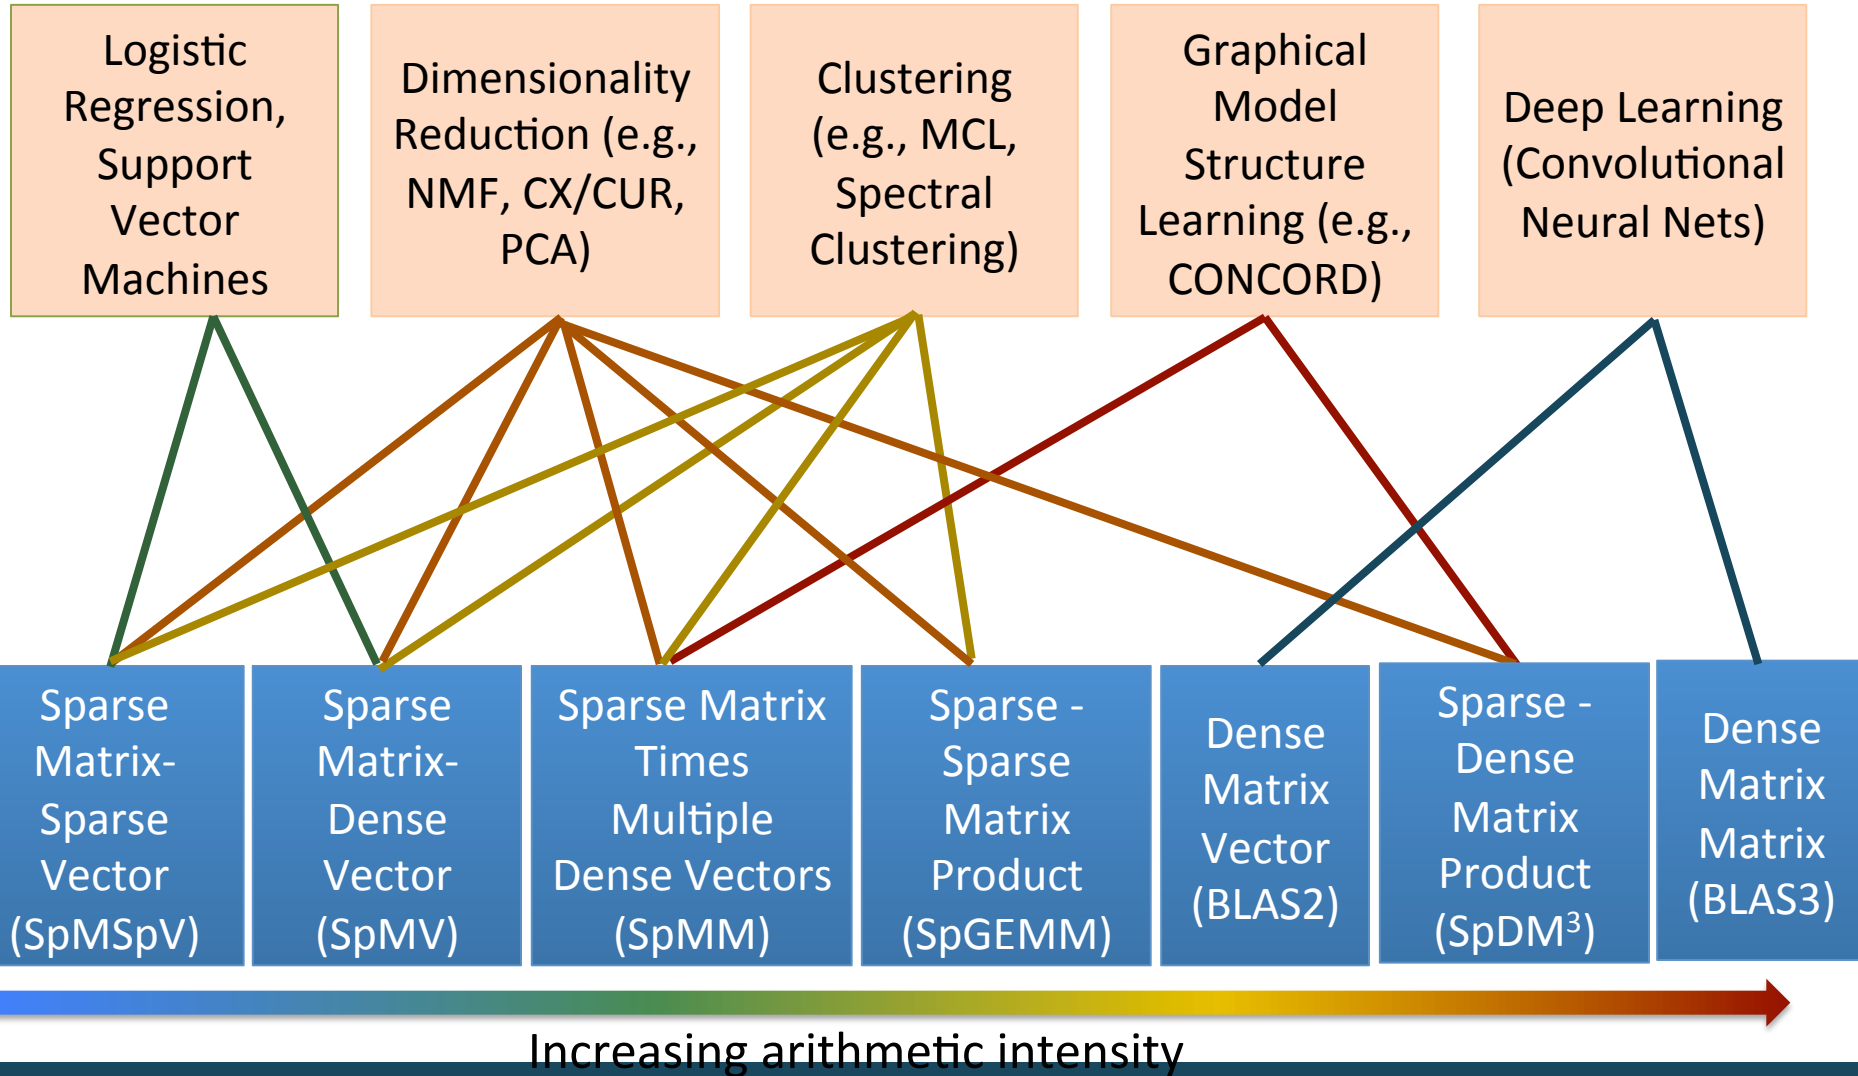 Logistic
Regression,
Support
Vector
Machines
Dimensionality
Reduction (e.g.,
NMF, CX/CUR,
PCA)
Clustering
(e.g., MCL,
Spectral
Clustering)
Graphical
Model
Structure
Learning (e.g.,
CONCORD)
Deep Learning
(Convolutional
Neural Nets)
Sparse
Matrix-
Sparse
Vector
(SpMSpV)
Sparse
Matrix-
Dense
Vector
(SpMV)
Sparse Matrix
Times
Multiple
Dense Vectors
(SpMM)
Sparse -
Sparse
Matrix
Product
(SpGEMM)
Dense
Matrix
Vector
(BLAS2)
Sparse -
Dense
Matrix
Product
(SpDM³)
Dense
Matrix
Matrix
(BLAS3)
Increasing arithmetic intensity